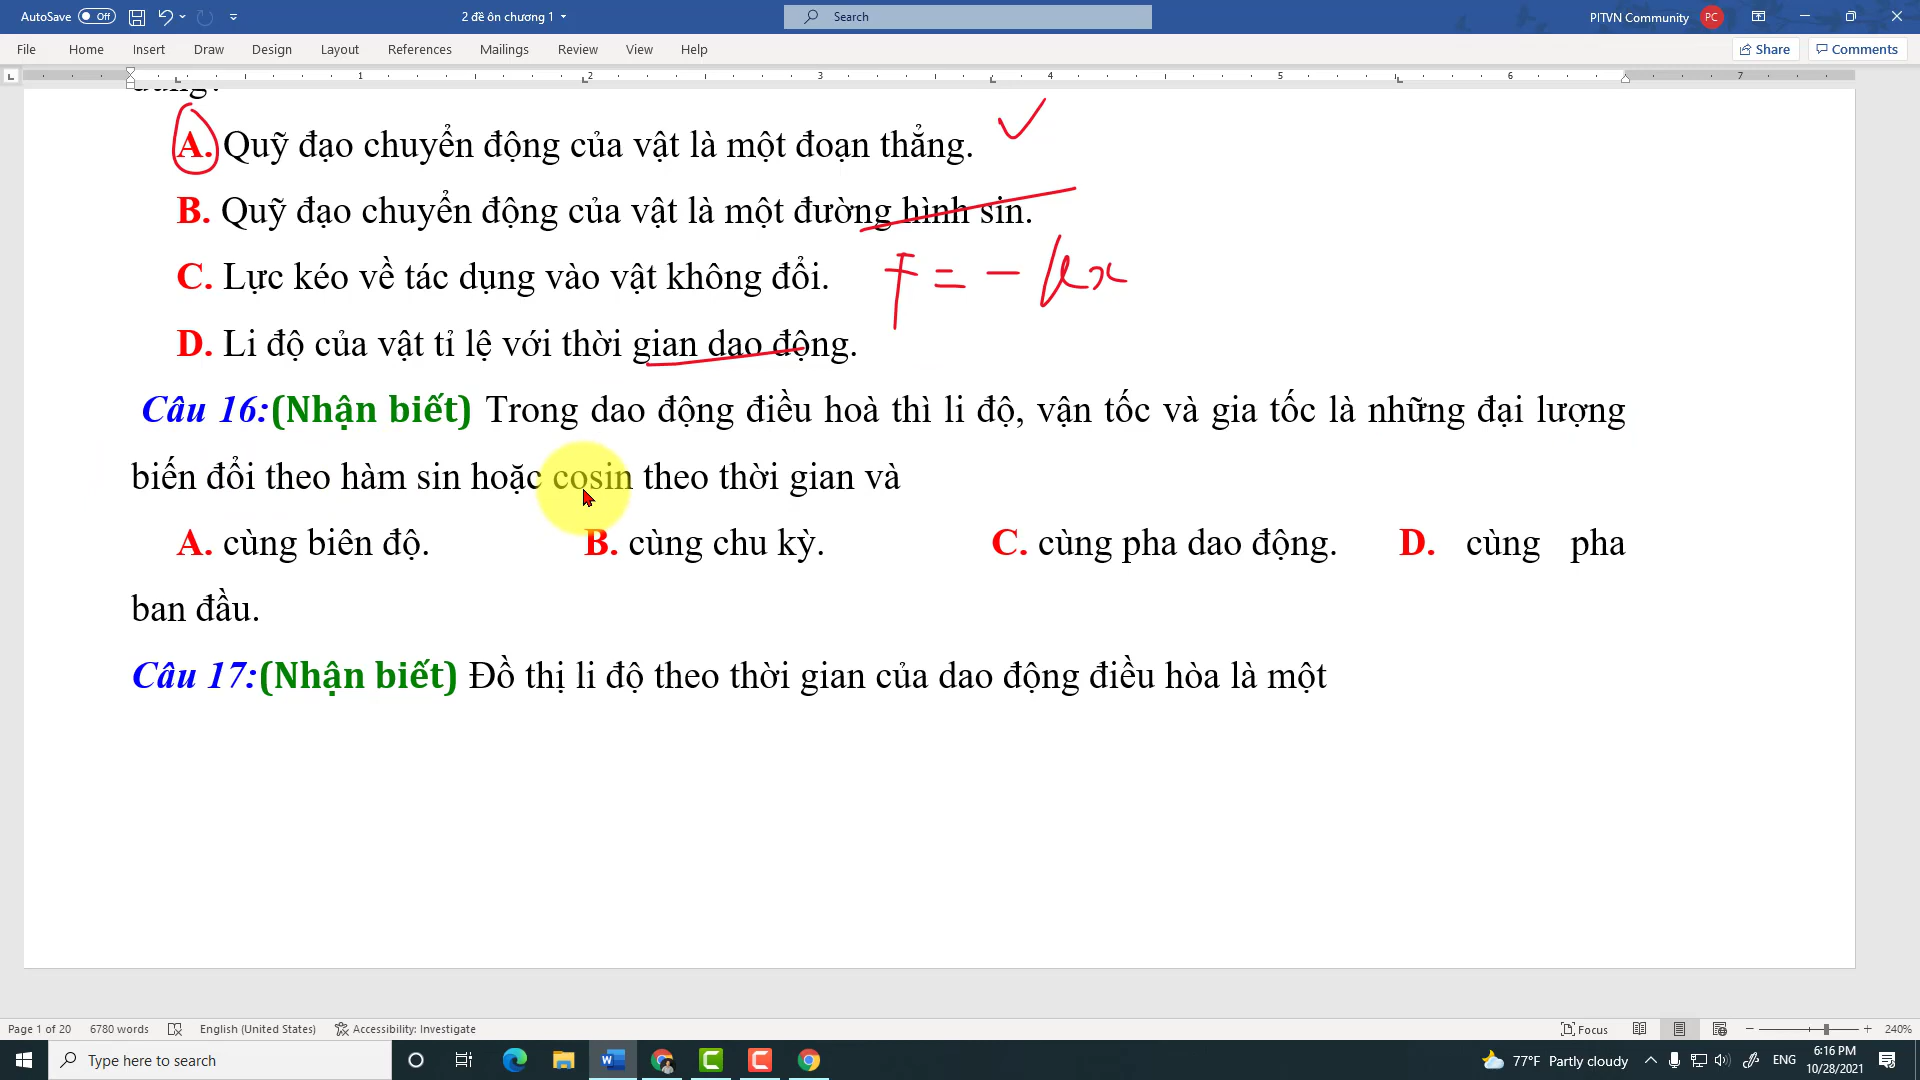 AutoSave Off 2 đề ôn chương 1 Search PITVN Community PC
File Home Insert Draw Design Layout References Mailings Review View Help Share Comments
1 2 3 4 5 6 7
A. Quỹ đạo chuyển động của vật là một đoạn thẳng.
B. Quỹ đạo chuyển động của vật là một đường hình sin.
C. Lực kéo về tác dụng vào vật không đổi. F = - kx
D. Li độ của vật tỉ lệ với thời gian dao động.
Câu 16:(Nhận biết) Trong dao động điều hoà thì li độ, vận tốc và gia tốc là những đại lượng
biến đổi theo hàm sin hoặc cosin theo thời gian và
A. cùng biên độ. B. cùng chu kỳ. C. cùng pha dao động. D. cùng pha
ban đầu.
Câu 17:(Nhận biết) Đồ thị li độ theo thời gian của dao động điều hòa là một
Page 1 of 20 6780 words English (United States) Accessibility: Investigate Focus 240%
Type here to search 77°F Partly cloudy ENG 6:16 PM
10/28/2021